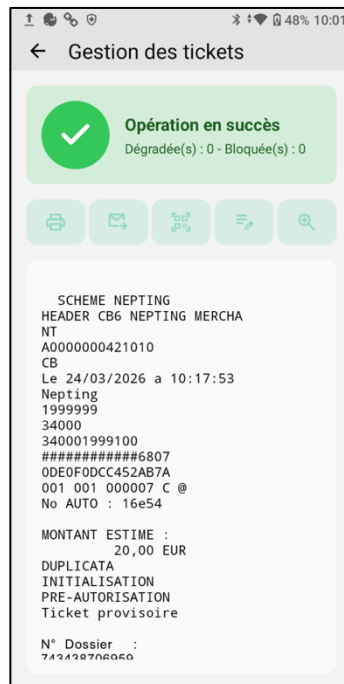 48% 10:01
Gestion des tickets
Opération en succès
Dégradée(s) : 0 - Bloquée(s) : 0
SCHEME NEPTING
HEADER CB6 NEPTING MERCHA
NT
A0000000421010
CB
Le 24/03/2026 a 10:17:53
Nepting
1999999
34000
340001999100
############6807
0DE0F0DCC452AB7A
001 001 000007 C @
No AUTO : 16e54
MONTANT ESTIME :
20,00 EUR
DUPLICATA
INITIALISATION
PRE-AUTORISATION
Ticket provisoire
N° Dossier :
743438706959